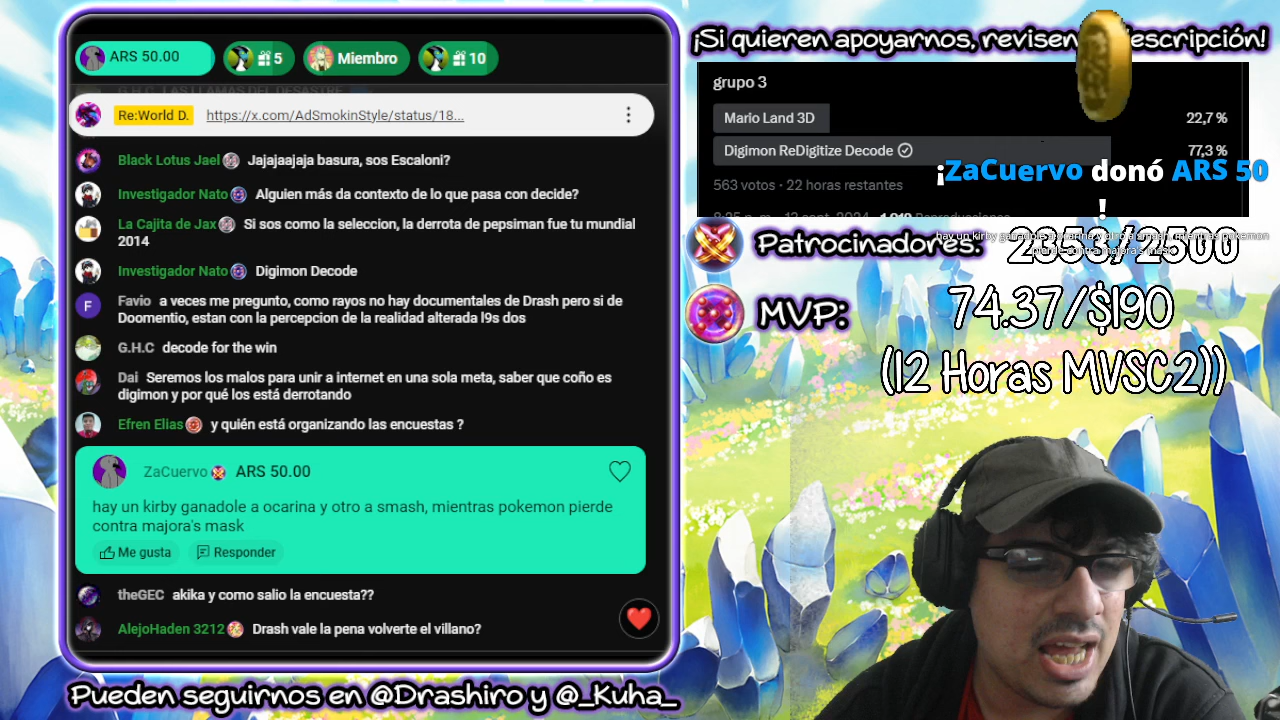 ARS 50.00
5
Miembro
10
G.H.C LAS LLAMAS DEL DESASTRE
Re:World D. https://x.com/AdSmokinStyle/status/18...
Black Lotus Jael Jajajaajaja basura, sos Escaloni?
Investigador Nato Alguien más da contexto de lo que pasa con decide?
La Cajita de Jax Si sos como la seleccion, la derrota de pepsiman fue tu mundial
2014
Investigador Nato Digimon Decode
F
Favio a veces me pregunto, como rayos no hay documentales de Drash pero si de
Doomentio, estan con la percepcion de la realidad alterada l9s dos
G.H.C decode for the win
Dai Seremos los malos para unir a internet en una sola meta, saber que coño es
digimon y por qué los está derrotando
Efren Elias y quién está organizando las encuestas ?
ZaCuervo ARS 50.00
hay un kirby ganadole a ocarina y otro a smash, mientras pokemon pierde
contra majora's mask
Me gusta Responder
theGEC akika y como salio la encuesta??
AlejoHaden 3212 Drash vale la pena volverte el villano?
Pueden seguirnos en @Drashiro y @_Kuha_
¡Si quieren apoyarnos, revisen descripción!
grupo 3
Mario Land 3D 22,7 %
Digimon ReDigitize Decode 77,3 %
563 votos · 22 horas restantes
¡ZaCuervo donó ARS 50
!
Patrocinadores: 2353/2500
MVP: 74.37/$190
(12 Horas MVSC2))